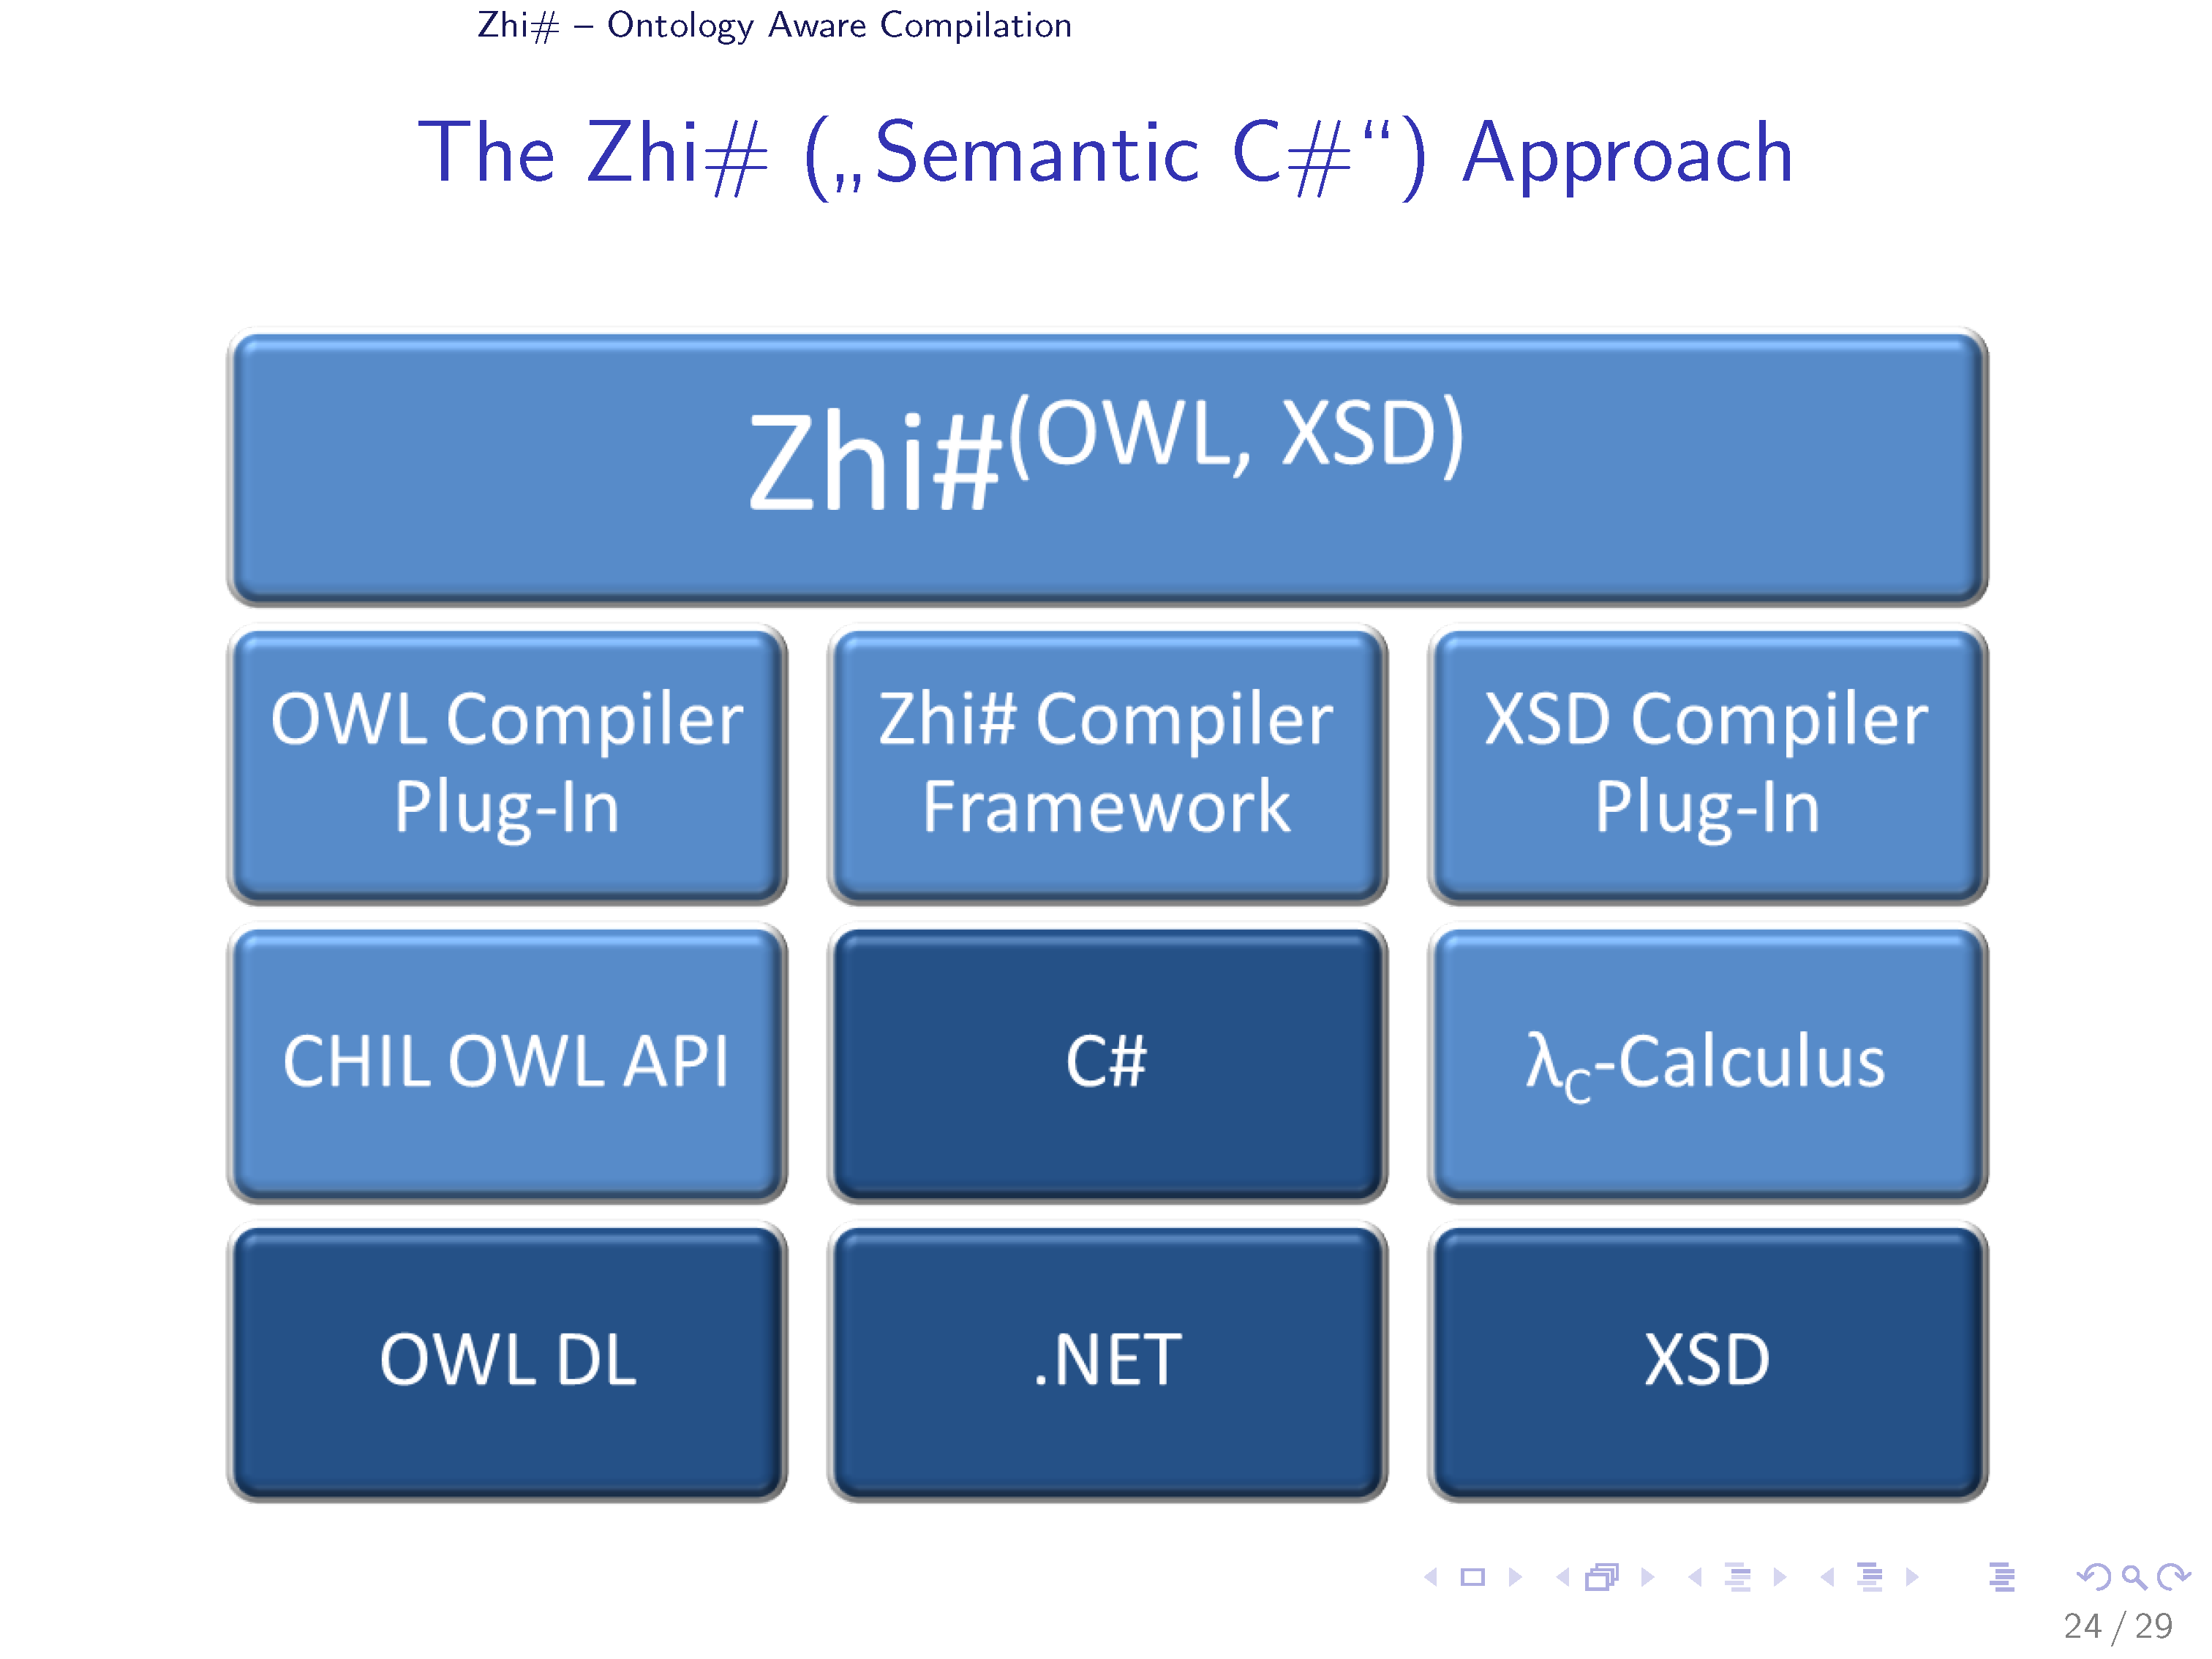 Zhi# – Ontology Aware Compilation
The Zhi# („Semantic C#“) Approach
Zhi#(OWL, XSD)
OWL Compiler
Plug-In
Zhi# Compiler
Framework
XSD Compiler
Plug-In
CHIL OWL API
C#
λC-Calculus
OWL DL
.NET
XSD
24 / 29